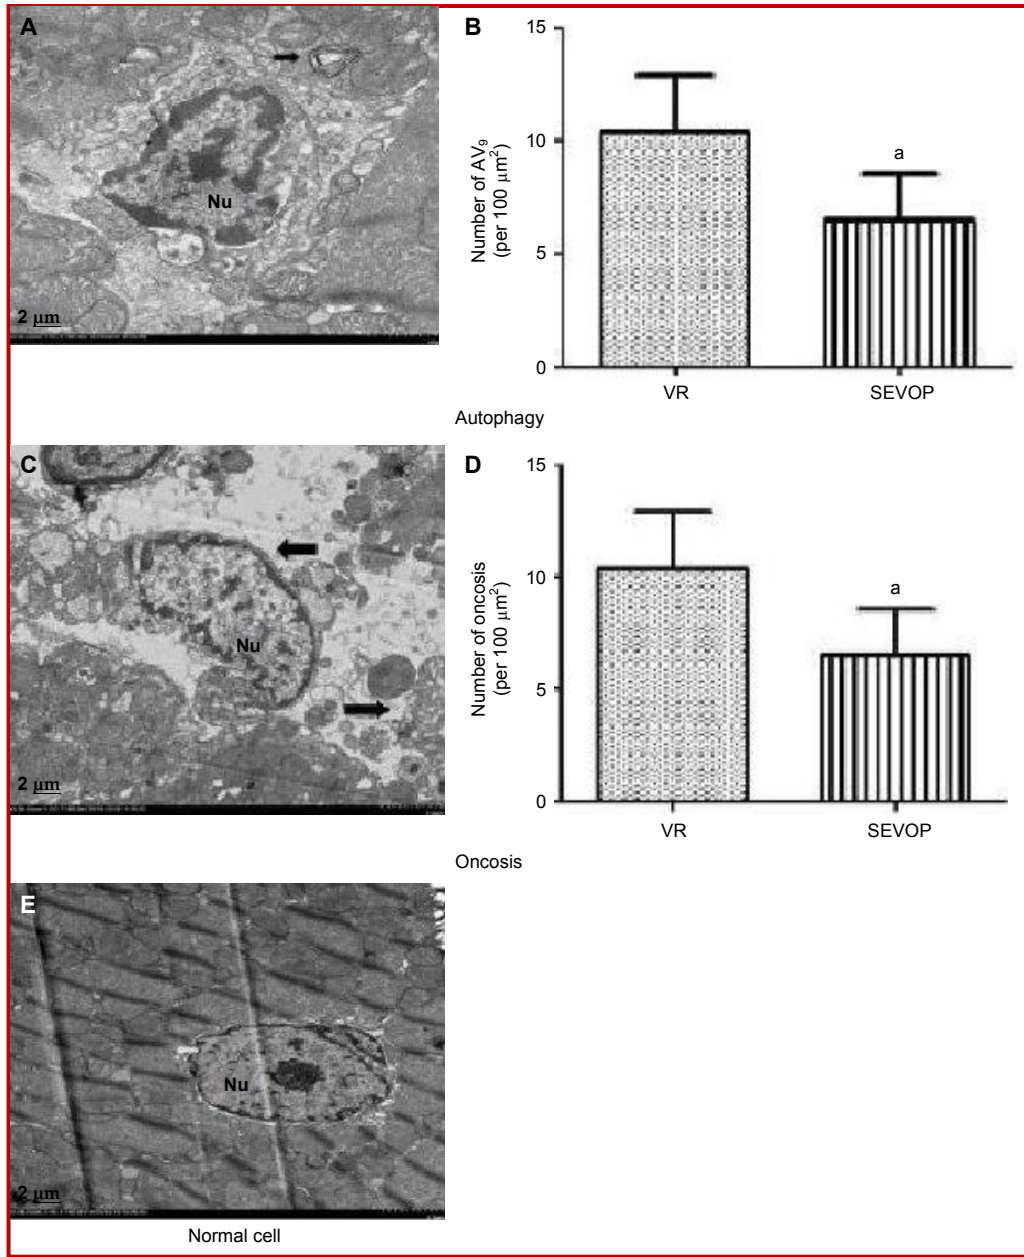 A
Nu
2 μm
B
Number of AV₉
(per 100 μm²)
15
10
5
0
a
VR
SEVOP
Autophagy
C
Nu
2 μm
D
Number of oncosis
(per 100 μm²)
15
10
5
0
a
VR
SEVOP
Oncosis
E
Nu
2 μm
Normal cell